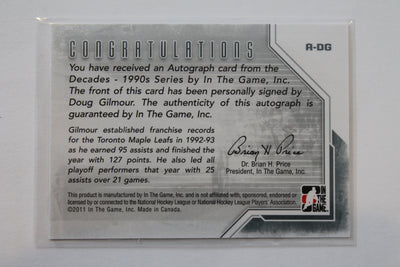 CONGRATULATIONS
A-DG
You have received an Autograph card from the
Decades - 1990s Series by In The Game, Inc.
The front of this card has been personally signed by
Doug Gilmour. The authenticity of this autograph is
guaranteed by In The Game, Inc.
Gilmour established franchise records
for the Toronto Maple Leafs in 1992-93
as he earned 95 assists and finished the
year with 127 points. He also led all
playoff performers that year with 25
assists over 21 games.
Brian H. Price
Dr. Brian H. Price
President, In The Game, Inc.
IN
THE
GAME
This product is manufactured by In The Game, Inc. and is not affiliated with, sponsored, endorsed or
licensed by or connected to the National Hockey League or National Hockey League Players' Association.
©2011 In The Game, Inc. Made in Canada.